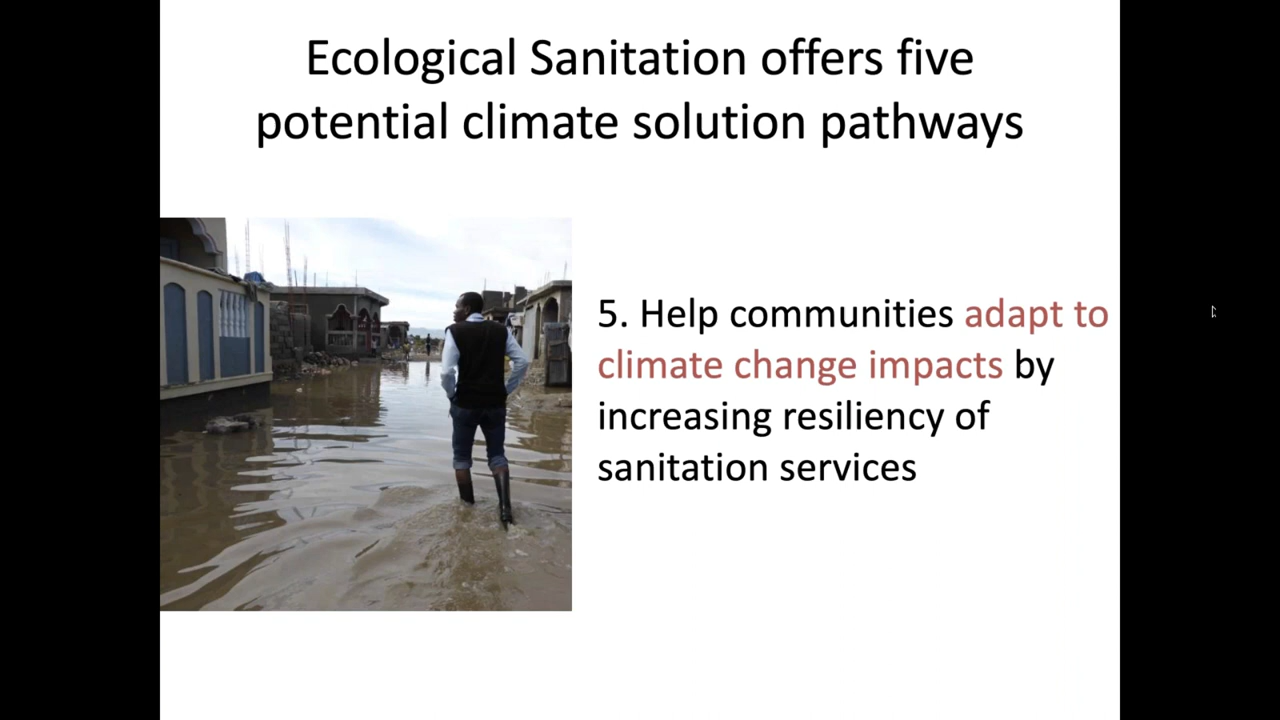 Ecological Sanitation offers five
potential climate solution pathways
5. Help communities adapt to
climate change impacts by
increasing resiliency of
sanitation services